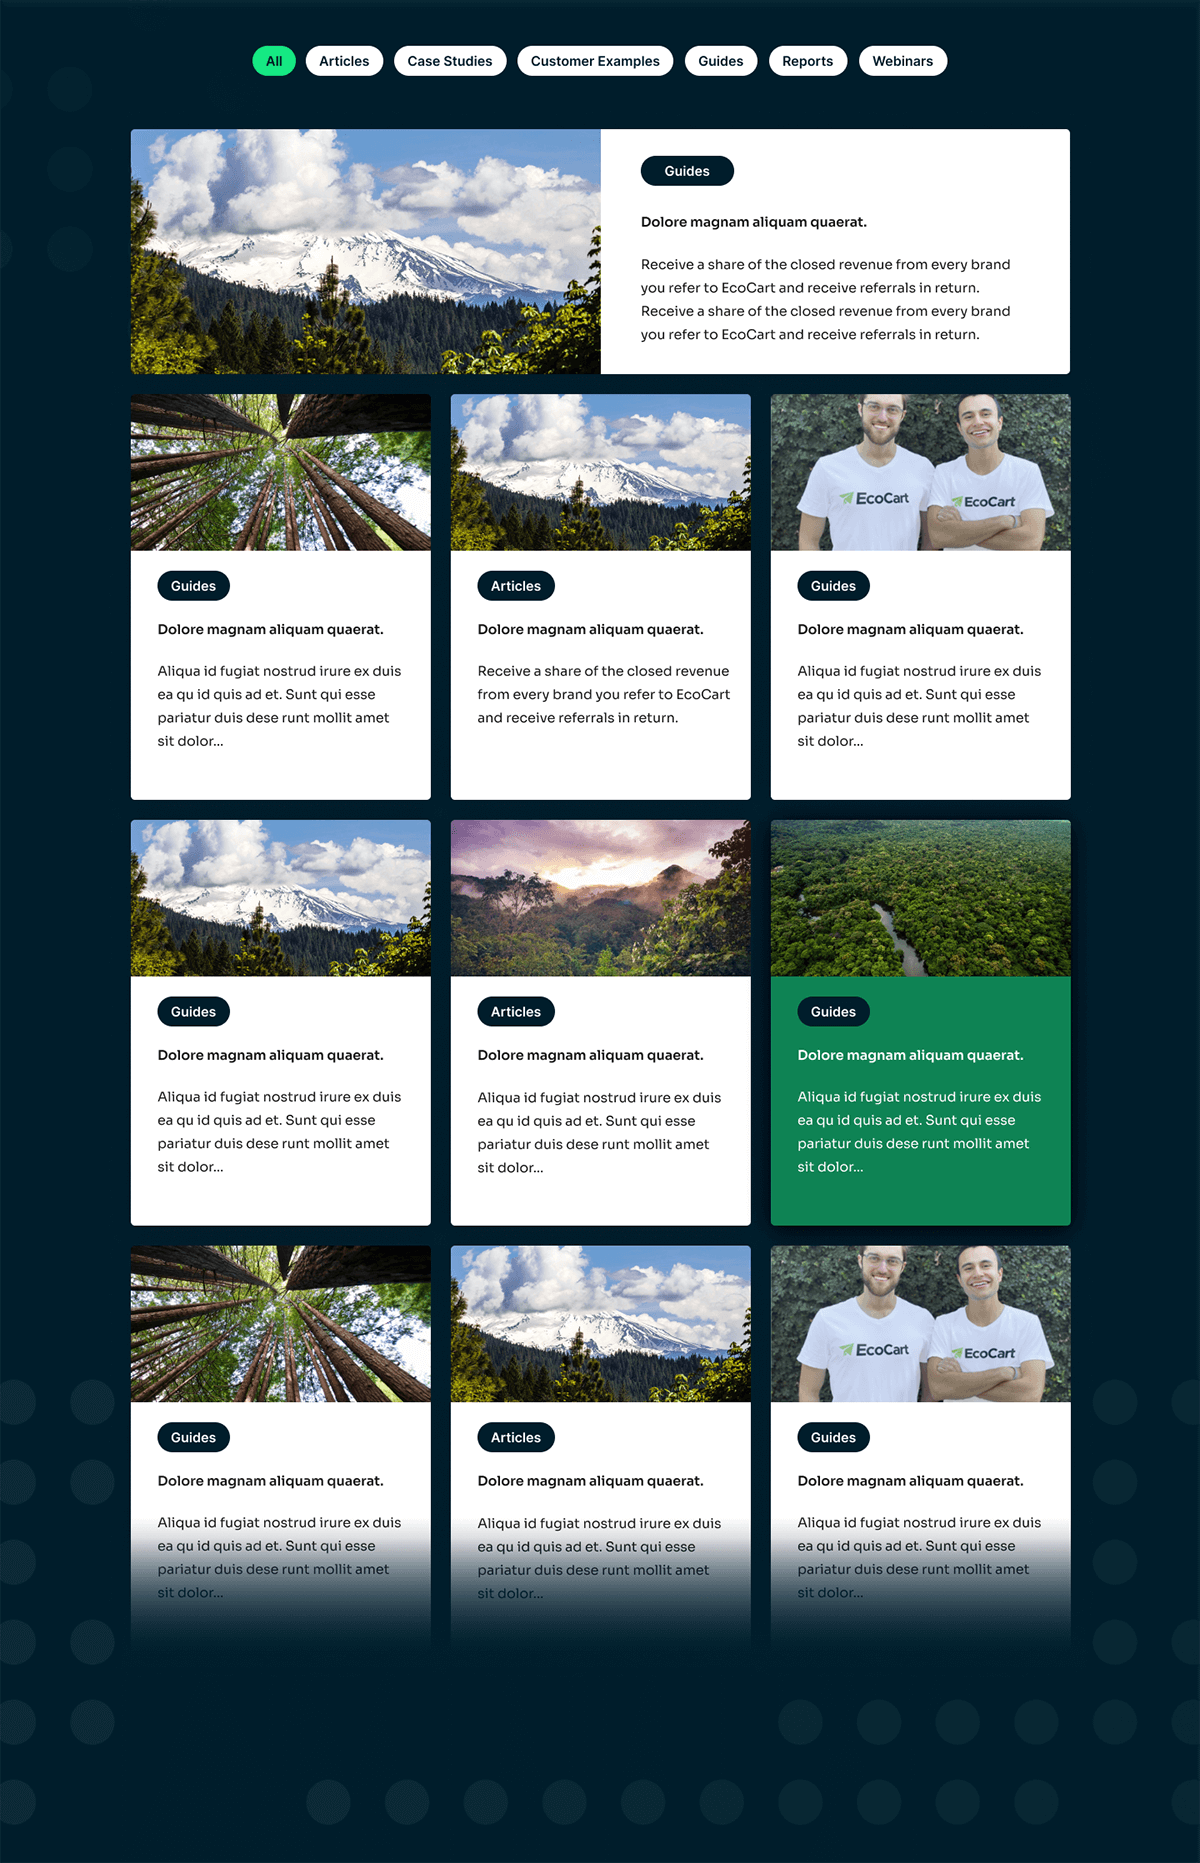 All
Articles
Case Studies
Customer Examples
Guides
Reports
Webinars
Guides
Dolore magnam aliquam quaerat.
Receive a share of the closed revenue from every brand
you refer to EcoCart and receive referrals in return.
Receive a share of the closed revenue from every brand
you refer to EcoCart and receive referrals in return.
Guides
Dolore magnam aliquam quaerat.
Aliqua id fugiat nostrud irure ex duis
ea qu id quis ad et. Sunt qui esse
pariatur duis dese runt mollit amet
sit dolor...
Articles
Dolore magnam aliquam quaerat.
Receive a share of the closed revenue
from every brand you refer to EcoCart
and receive referrals in return.
EcoCart
EcoCart
Guides
Dolore magnam aliquam quaerat.
Aliqua id fugiat nostrud irure ex duis
ea qu id quis ad et. Sunt qui esse
pariatur duis dese runt mollit amet
sit dolor...
Guides
Dolore magnam aliquam quaerat.
Aliqua id fugiat nostrud irure ex duis
ea qu id quis ad et. Sunt qui esse
pariatur duis dese runt mollit amet
sit dolor...
Articles
Dolore magnam aliquam quaerat.
Aliqua id fugiat nostrud irure ex duis
ea qu id quis ad et. Sunt qui esse
pariatur duis dese runt mollit amet
sit dolor...
Guides
Dolore magnam aliquam quaerat.
Aliqua id fugiat nostrud irure ex duis
ea qu id quis ad et. Sunt qui esse
pariatur duis dese runt mollit amet
sit dolor...
Guides
Dolore magnam aliquam quaerat.
Aliqua id fugiat nostrud irure ex duis
ea qu id quis ad et. Sunt qui esse
pariatur duis dese runt mollit amet
sit dolor...
Articles
Dolore magnam aliquam quaerat.
Aliqua id fugiat nostrud irure ex duis
ea qu id quis ad et. Sunt qui esse
pariatur duis dese runt mollit amet
sit dolor...
EcoCart
EcoCart
Guides
Dolore magnam aliquam quaerat.
Aliqua id fugiat nostrud irure ex duis
ea qu id quis ad et. Sunt qui esse
pariatur duis dese runt mollit amet
sit dolor...